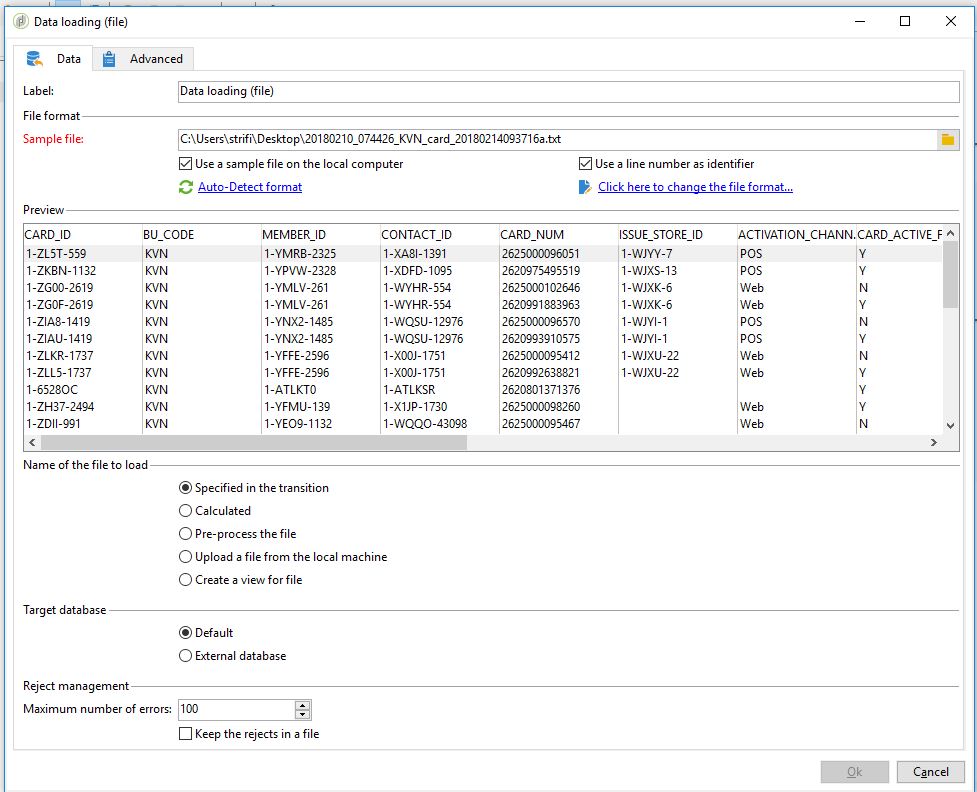 Data loading (file)
Data Advanced
Label: Data loading (file)
File format
Sample file: C:\Users\strifi\Desktop\20180210_074426_KVN_card_20180214093716a.txt
Use a sample file on the local computer Use a line number as identifier
Auto-Detect format Click here to change the file format...
Preview
CARD_ID BU_CODE MEMBER_ID CONTACT_ID CARD_NUM ISSUE_STORE_ID ACTIVATION_CHANN. CARD_ACTIVE_F
1-ZL5T-559 KVN 1-YMRB-2325 1-XA8I-1391 2625000096051 1-WJYY-7 POS Y
1-ZKBN-1132 KVN 1-YPVW-2328 1-XDFD-1095 2620975495519 1-WJXS-13 POS Y
1-ZG00-2619 KVN 1-YMLV-261 1-WYHR-554 2625000102646 1-WJXK-6 Web N
1-ZG0F-2619 KVN 1-YMLV-261 1-WYHR-554 2620991883963 1-WJXK-6 Web Y
1-ZIA8-1419 KVN 1-YNX2-1485 1-WQSU-12976 2625000096570 1-WJYI-1 POS N
1-ZIAU-1419 KVN 1-YNX2-1485 1-WQSU-12976 2620993910575 1-WJYI-1 POS Y
1-ZLKR-1737 KVN 1-YFFE-2596 1-X00J-1751 2625000095412 1-WJXU-22 Web N
1-ZLL5-1737 KVN 1-YFFE-2596 1-X00J-1751 2620992638821 1-WJXU-22 Web Y
1-6528OC KVN 1-ATLKT0 1-ATLKSR 2620801371376 Y
1-ZH37-2494 KVN 1-YFMU-139 1-X1JP-1730 2625000098260 Web Y
1-ZDII-991 KVN 1-YEO9-1132 1-WQQO-43098 2625000095467 Web N
Name of the file to load
Specified in the transition
Calculated
Pre-process the file
Upload a file from the local machine
Create a view for file
Target database
Default
External database
Reject management
Maximum number of errors: 100
Keep the rejects in a file
Ok Cancel